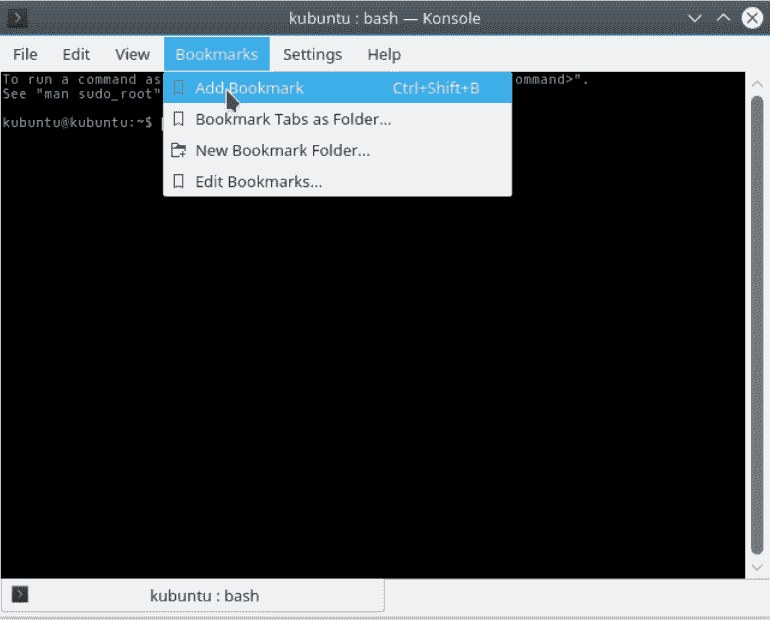 kubuntu : bash — Konsole
File Edit View Bookmarks Settings Help
To run a command as ommand>".
See "man sudo_root"
kubuntu@kubuntu:~$
Add Bookmark Ctrl+Shift+B
Bookmark Tabs as Folder...
New Bookmark Folder...
Edit Bookmarks...
kubuntu : bash